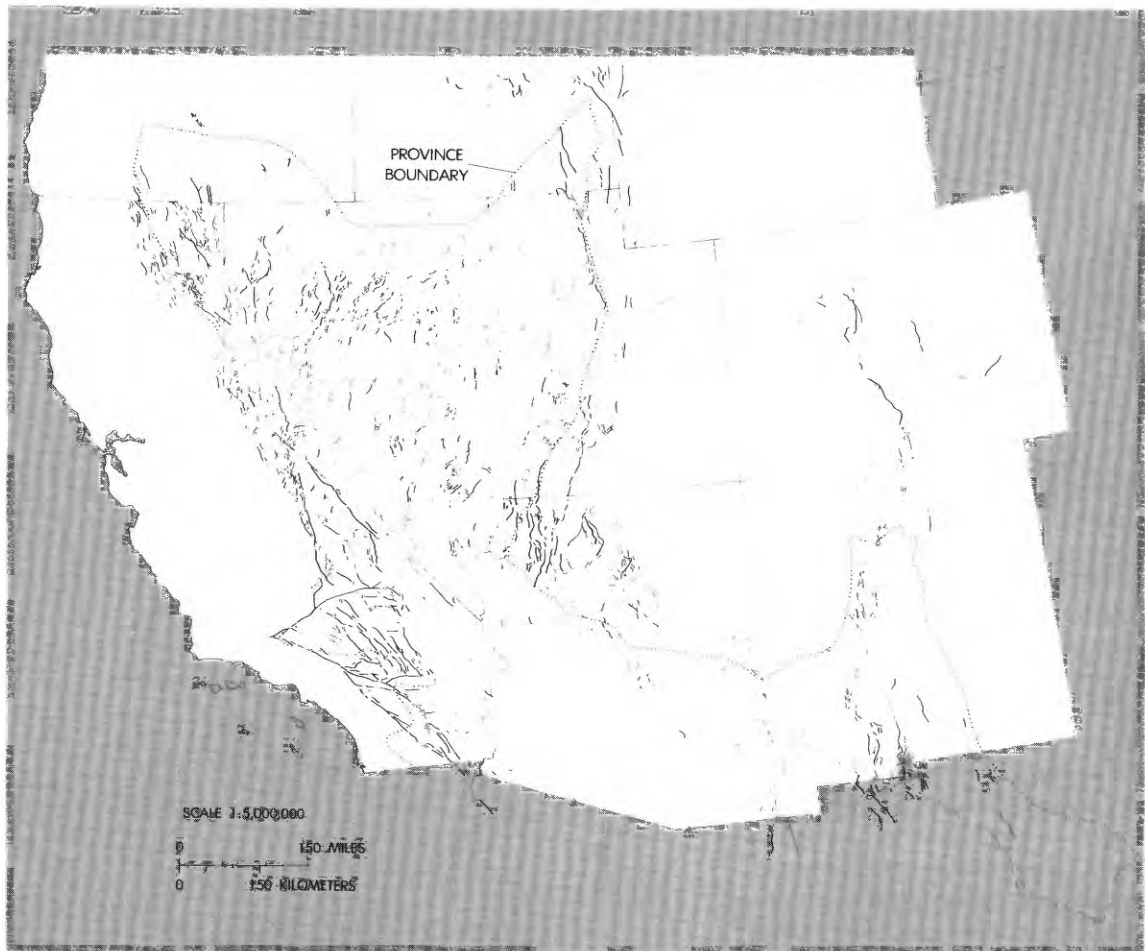 PROVINCE
BOUNDARY
SCALE 1:5,000,000
0 150 MILES
0 150 KILOMETERS